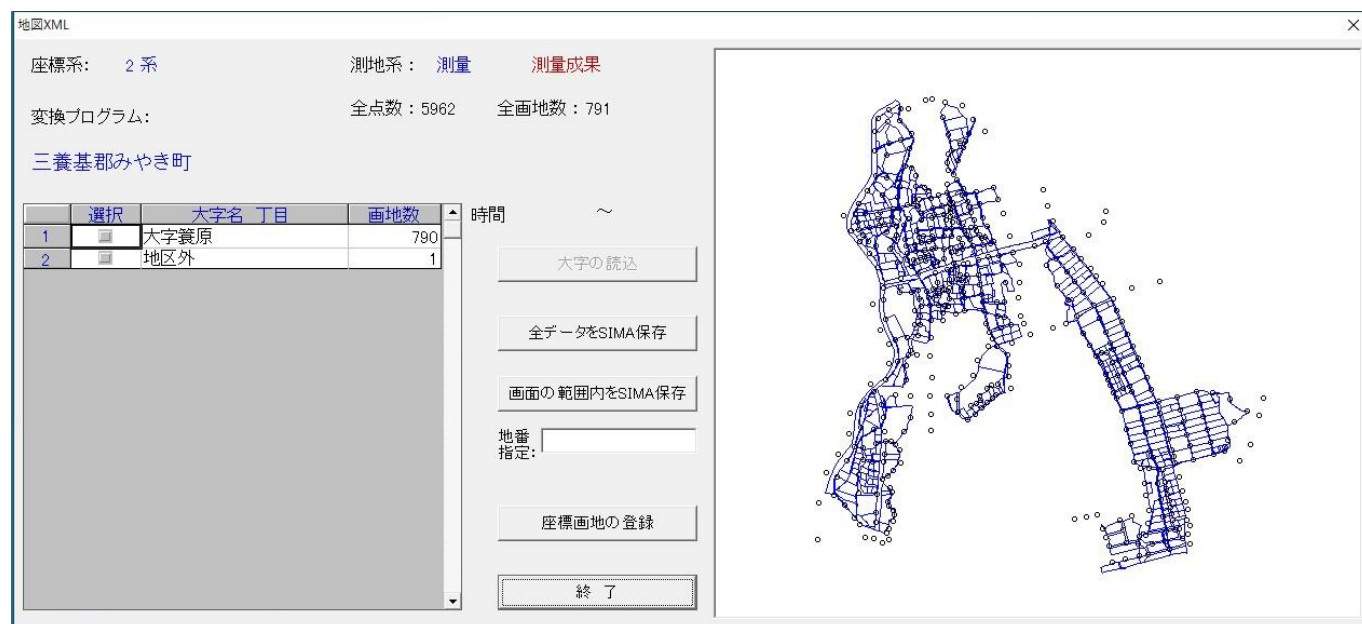 地図XML
座標系: 2 系 測地系: 測量 測量成果
変換プログラム: 全点数:5962 全画地数:791
三養基郡みやき町
選択 大字名 丁目 画地数
1 大字簑原 790
2 地区外 1
時間 ～
大字の読込
全データをSIMA保存
画面の範囲内をSIMA保存
地番
指定:
座標画地の登録
終 了